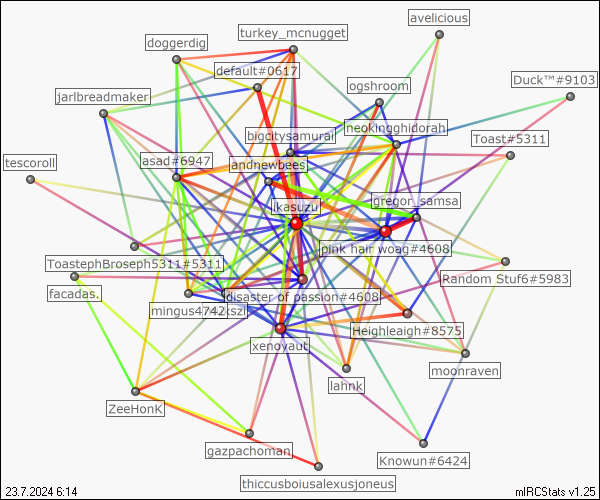 avelicious
turkey_mcnugget
doggerdig
default#0617
Duck™#9103
ogshroom
jarlbreadmaker
neokingghidorah
bigcitysamurai
Toast#5311
tescoroll
asad#6947
andnewbees
gregor_samsa
ikasuzu
pink hair woag#4608
ToastephBroseph5311#5311
Random Stuf6#5983
facadas.
disaster of passion#4608
mingus4742
kszi
Heighleigh#8575
xenoyaut
moonraven
lahnk
ZeeHonK
gazpachoman
Knowun#6424
thiccusboiusalexusjoneus
23.7.2024 6:14
mIRCStats v1.25